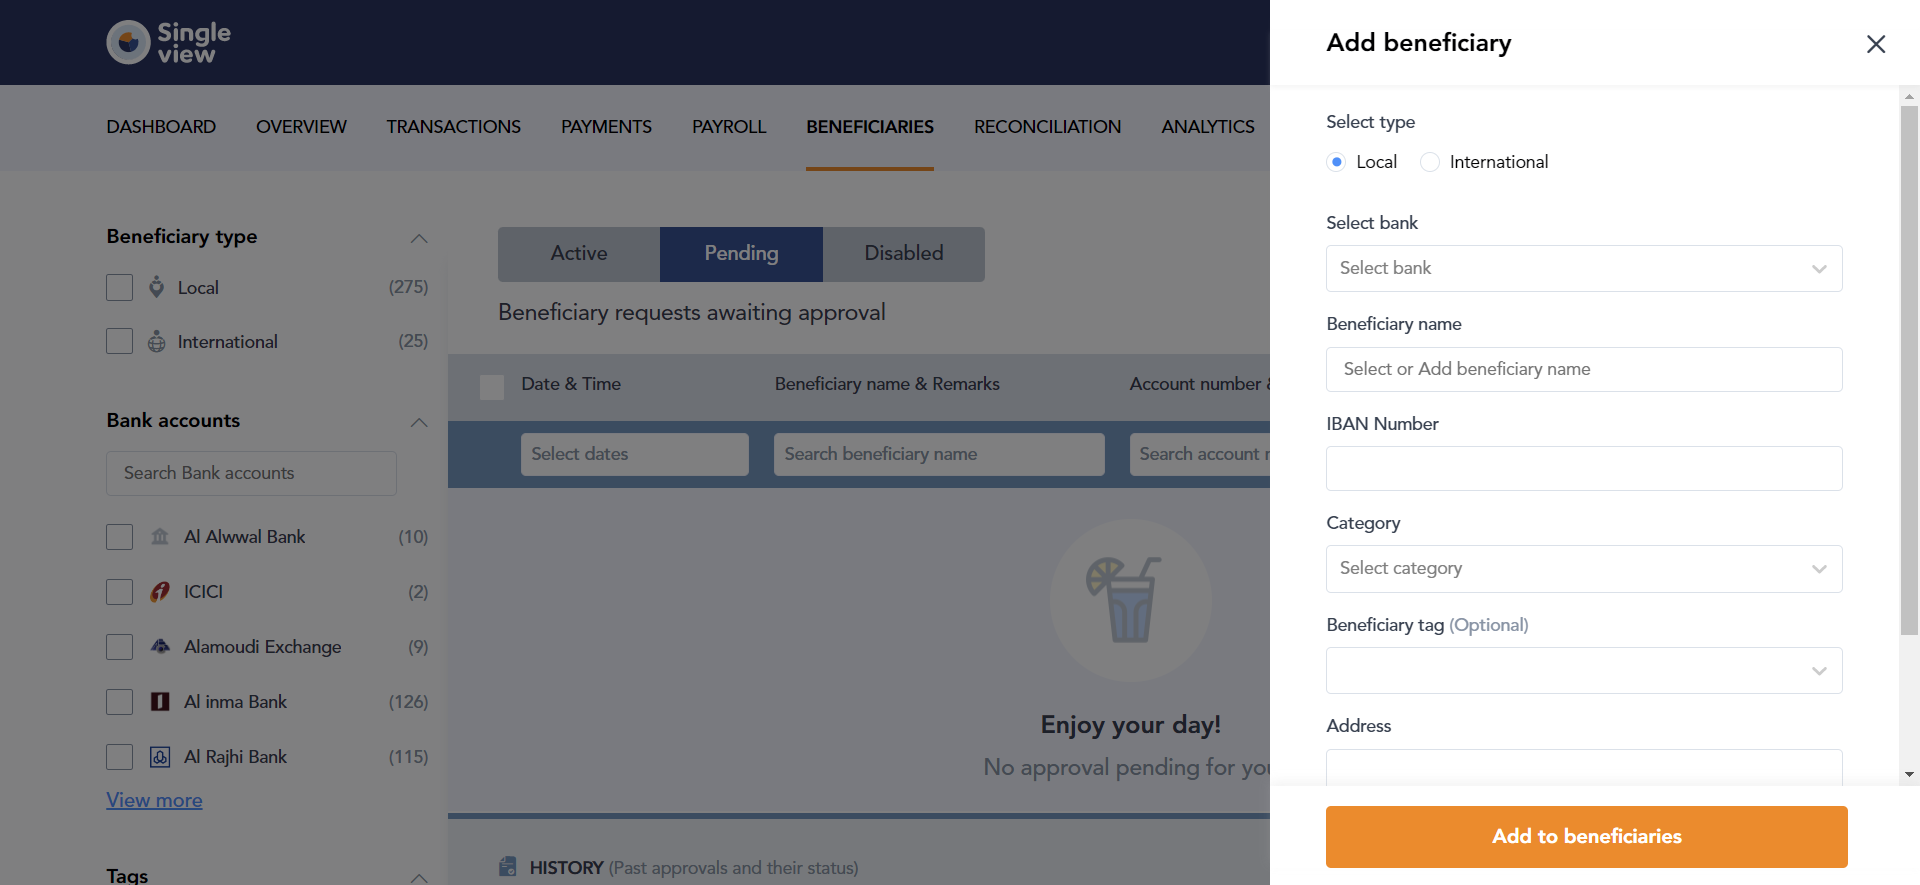 Single
view
DASHBOARD OVERVIEW TRANSACTIONS PAYMENTS PAYROLL BENEFICIARIES RECONCILIATION ANALYTICS
Beneficiary type
Local (275)
International (25)
Bank accounts
Search Bank accounts
Al Alwwal Bank (10)
ICICI (2)
Alamoudi Exchange (9)
Al inma Bank (126)
Al Rajhi Bank (115)
View more
Tags
Active Pending Disabled
Beneficiary requests awaiting approval
Date & Time Beneficiary name & Remarks Account number &
Select dates Search beneficiary name Search account
Enjoy your day!
No approval pending for you
HISTORY (Past approvals and their status)
Add beneficiary
Select type
Local International
Select bank
Select bank
Beneficiary name
Select or Add beneficiary name
IBAN Number
Category
Select category
Beneficiary tag (Optional)
Address
Add to beneficiaries